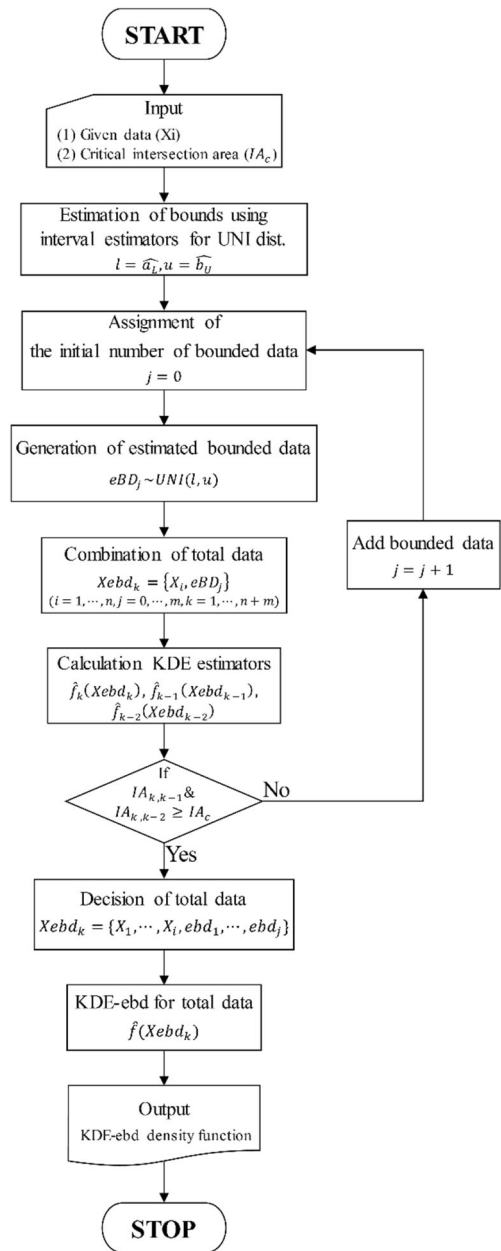 START
Input
(1) Given data (Xi)
(2) Critical intersection area (IA_c)
Estimation of bounds using
interval estimators for UNI dist.
l = \widehat{a_L}, u = \widehat{b_U}
Assignment of
the initial number of bounded data
j = 0
Generation of estimated bounded data
eBD_j~UNI(l, u)
Combination of total data
Xebd_k = {X_i, eBD_j}
(i = 1, ⋯, n, j = 0, ⋯, m, k = 1, ⋯, n + m)
Add bounded data
j = j + 1
Calculation KDE estimators
f̂_k(Xebd_k), f̂_{k-1}(Xebd_{k-1}),
f̂_{k-2}(Xebd_{k-2})
If
IA_{k,k-1}&
IA_{k,k-2} ≥ IA_c
No
Yes
Decision of total data
Xebd_k = {X_1, ⋯, X_i, ebd_1, ⋯, ebd_j}
KDE-ebd for total data
f̂(Xebd_k)
Output
KDE-ebd density function
STOP